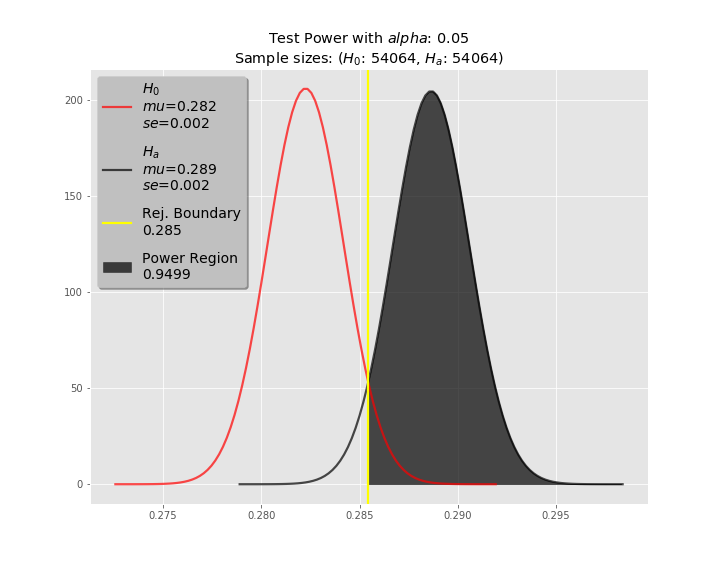 Test Power with alpha: 0.05
Sample sizes: (H0: 54064, Ha: 54064)
H0
mu=0.282
se=0.002
Ha
mu=0.289
se=0.002
Rej. Boundary
0.285
Power Region
0.9499
200
150
100
50
0
0.275 0.280 0.285 0.290 0.295